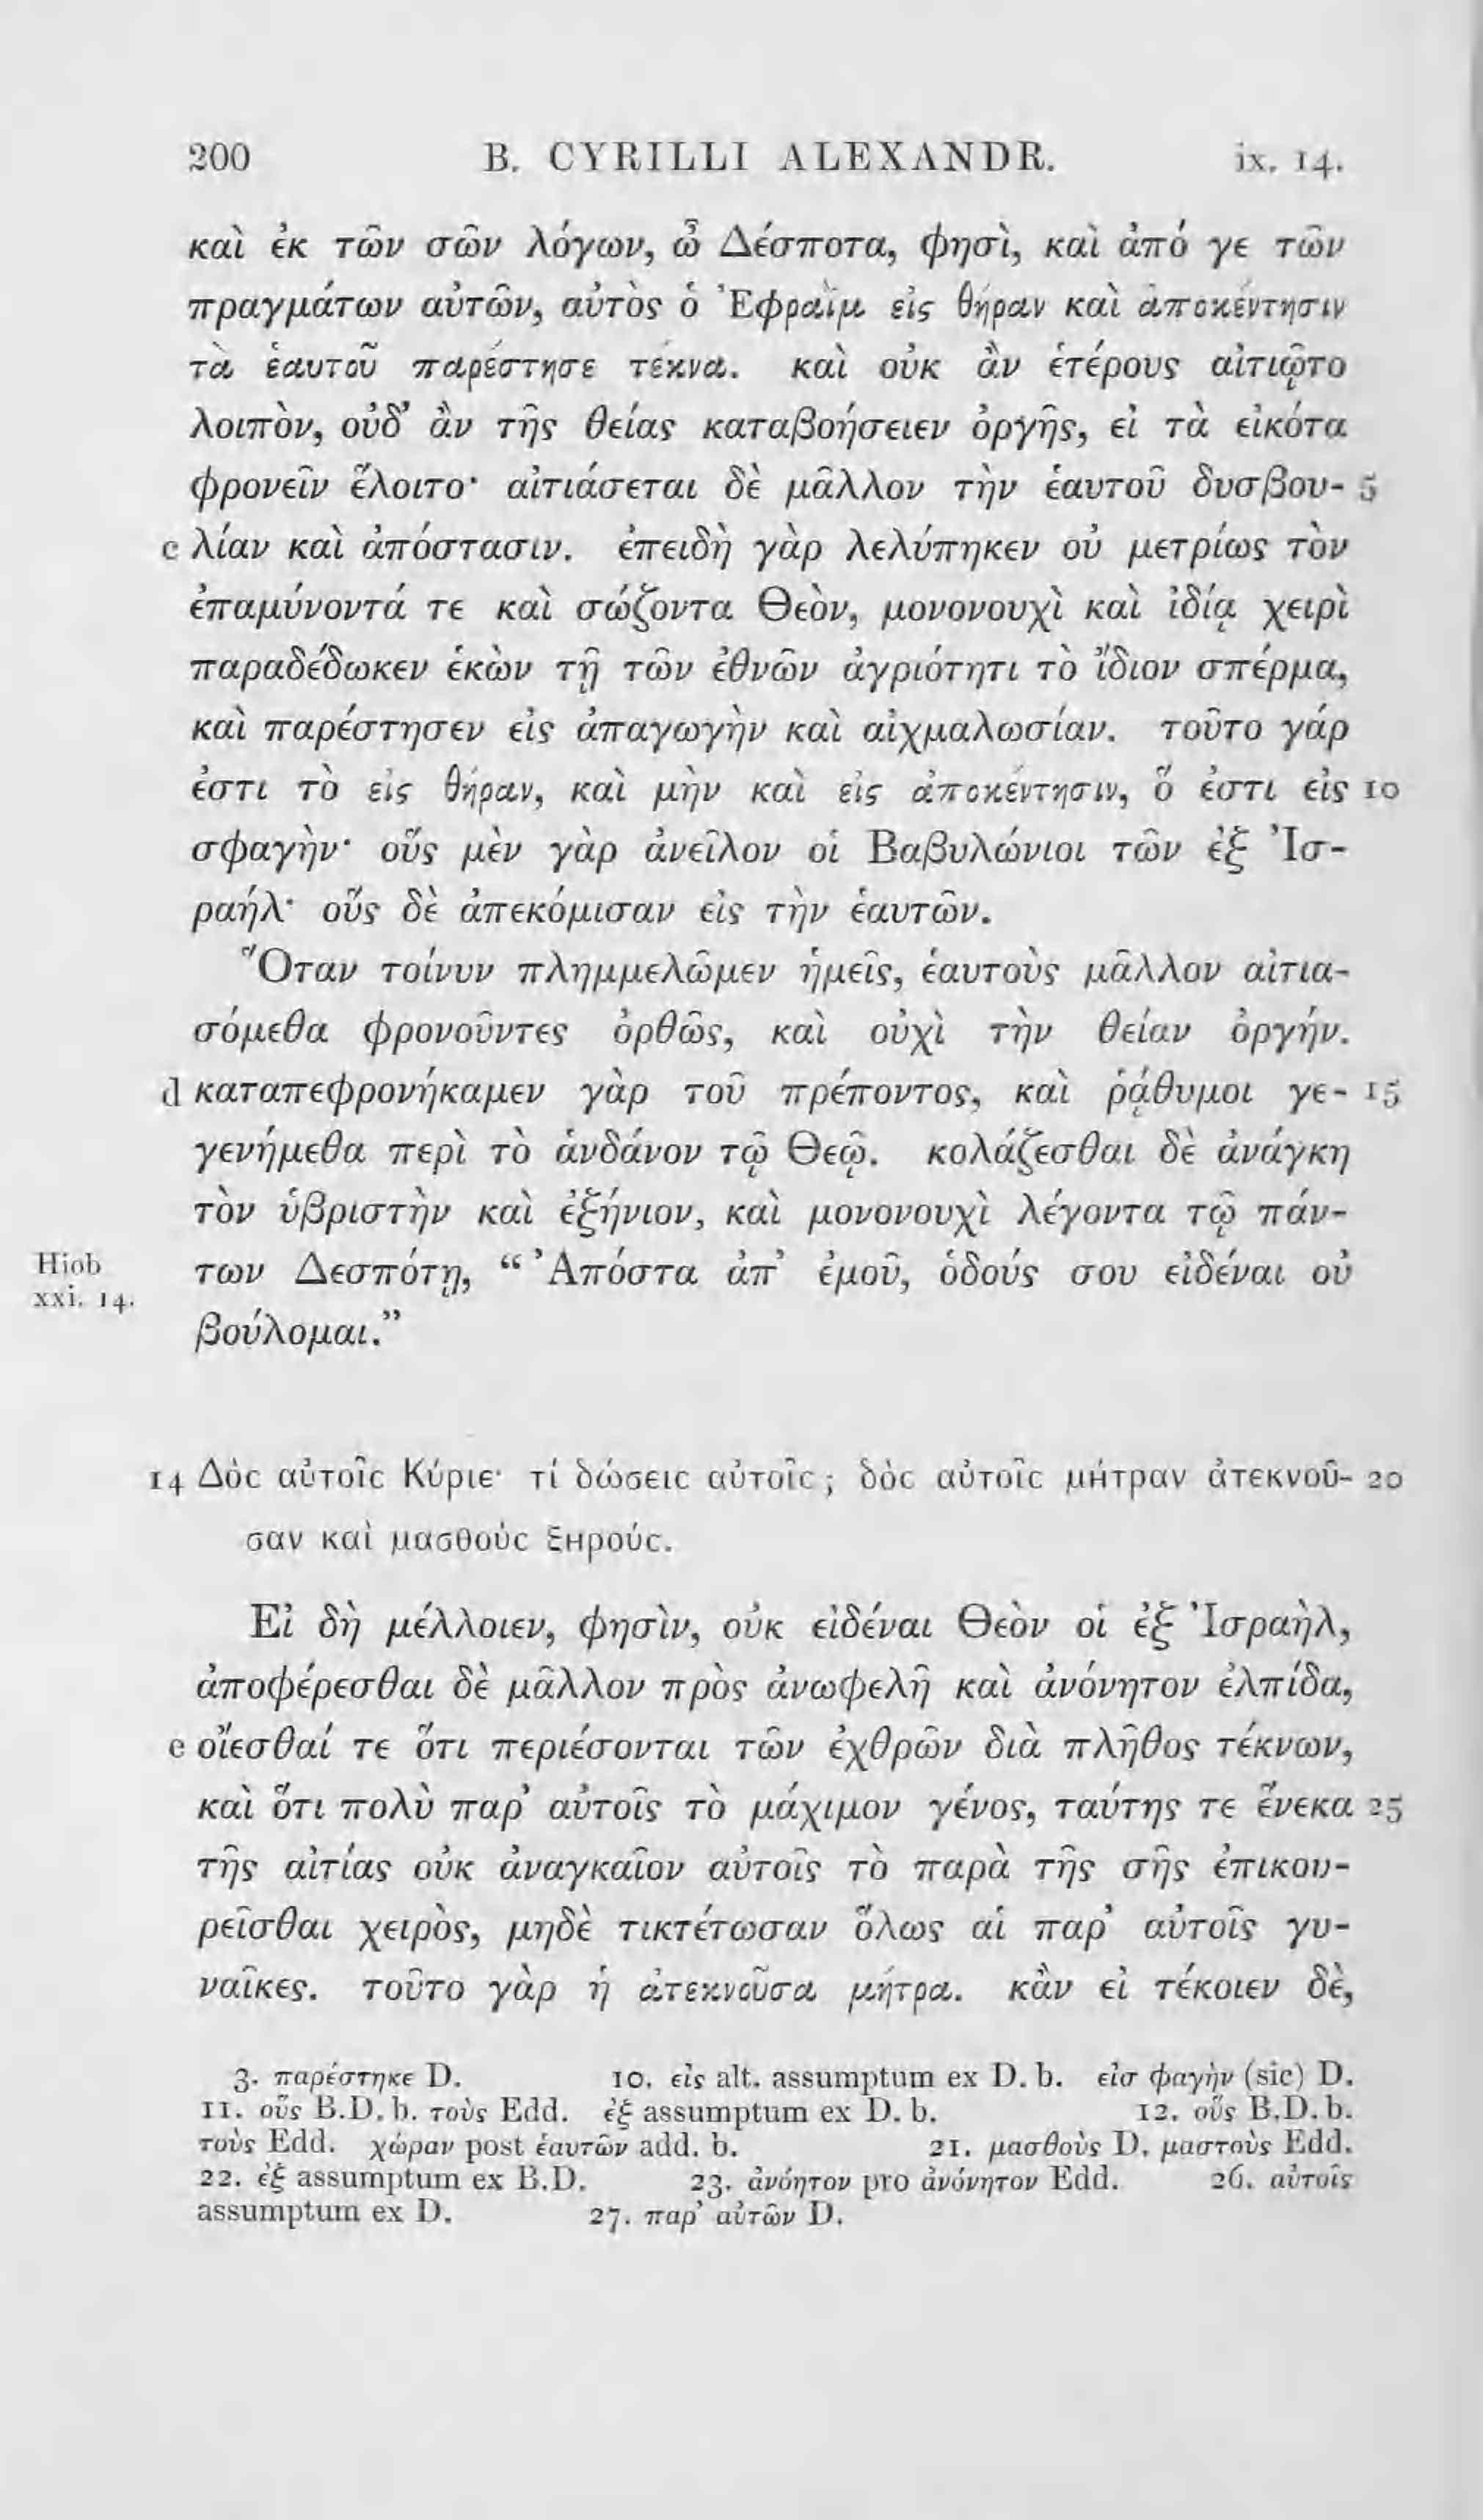 200 B. CYRILLI ALEXANDR. ix. 14.
καὶ ἐκ τῶν σῶν λόγων, ὦ Δέσποτα, φησὶ, καὶ ἀπό γε τῶν
πραγμάτων αὐτῶν, αὐτὸς ὁ Ἐφραῒμ εἰς θήραν καὶ ἀποκέντησιν
τὰ ἑαυτοῦ παρέστησε τέκνα. καὶ οὐκ ἂν ἑτέρους αἰτιῷτο
λοιπὸν, οὐδ’ ἂν τῆς θείας καταβοήσειεν ὀργῆς, εἰ τὰ εἰκότα
φρονεῖν ἕλοιτο· αἰτιάσεται δὲ μᾶλλον τὴν ἑαυτοῦ δυσβου- 5
c λίαν καὶ ἀπόστασιν. ἐπειδὴ γὰρ λελύπηκεν οὐ μετρίως τὸν
ἐπαμύνοντά τε καὶ σώζοντα Θεὸν, μονονουχὶ καὶ ἰδίᾳ χειρὶ
παραδέδωκεν ἑκὼν τῇ τῶν ἐθνῶν ἀγριότητι τὸ ἴδιον σπέρμα,
καὶ παρέστησεν εἰς ἀπαγωγὴν καὶ αἰχμαλωσίαν. τοῦτο γάρ
ἐστι τὸ εἰς θήραν, καὶ μὴν καὶ εἰς ἀποκέντησιν, ὅ ἐστι εἰς 10
σφαγήν· οὓς μὲν γὰρ ἀνεῖλον οἱ Βαβυλώνιοι τῶν ἐξ Ἰσ-
ραήλ· οὓς δὲ ἀπεκόμισαν εἰς τὴν ἑαυτῶν.
Ὅταν τοίνυν πλημμελῶμεν ἡμεῖς, ἑαυτοὺς μᾶλλον αἰτια-
σόμεθα φρονοῦντες ὀρθῶς, καὶ οὐχὶ τὴν θείαν ὀργήν.
d καταπεφρονήκαμεν γὰρ τοῦ πρέποντος, καὶ ῥᾴθυμοι γε- 15
γενήμεθα περὶ τὸ ἁνδάνον τῷ Θεῷ. κολάζεσθαι δὲ ἀνάγκη
τὸν ὑβριστὴν καὶ ἐξήνιον, καὶ μονονουχὶ λέγοντα τῷ πάν-
Hiob
xxi. 14.
των Δεσπότῃ, “Ἀπόστα ἀπ’ ἐμοῦ, ὁδούς σου εἰδέναι οὐ
βούλομαι.”
14 Δὸς αὐτοῖς Κύριε· τί δώσεις αὐτοῖς; δὸς αὐτοῖς μήτραν ἀτεκνοῦ- 20
σαν καὶ μασθοὺς ξηρούς.
Εἰ δὴ μέλλοιεν, φησὶν, οὐκ εἰδέναι Θεὸν οἱ ἐξ Ἰσραὴλ,
ἀποφέρεσθαι δὲ μᾶλλον πρὸς ἀνωφελῆ καὶ ἀνόνητον ἐλπίδα,
e οἴεσθαί τε ὅτι περιέσονται τῶν ἐχθρῶν διὰ πλῆθος τέκνων,
καὶ ὅτι πολὺ παρ’ αὐτοῖς τὸ μάχιμον γένος, ταύτης τε ἕνεκα 25
τῆς αἰτίας οὐκ ἀναγκαῖον αὐτοῖς τὸ παρὰ τῆς σῆς ἐπικου-
ρεῖσθαι χειρὸς, μηδὲ τικτέτωσαν ὅλως αἱ παρ’ αὐτοῖς γυ-
ναῖκες. τοῦτο γὰρ ἡ ἀτεκνοῦσα μήτρα. κἂν εἰ τέκοιεν δὲ,
3. παρέστηκε D. 10. εἰς alt. assumptum ex D. b. εἰσ φαγὴν (sic) D.
11. οὓς B.D.b. τοὺς Edd. ἐξ assumptum ex D. b. 12. οὓς B.D.b.
τοὺς Edd. χώραν post ἑαυτῶν add. b. 21. μασθοὺς D. μαστοὺς Edd.
22. ἐξ assumptum ex B.D. 23. ἀνόητον pro ἀνόνητον Edd. 26. αὐτοῖς
assumptum ex D. 27. παρ’ αὐτῶν D.